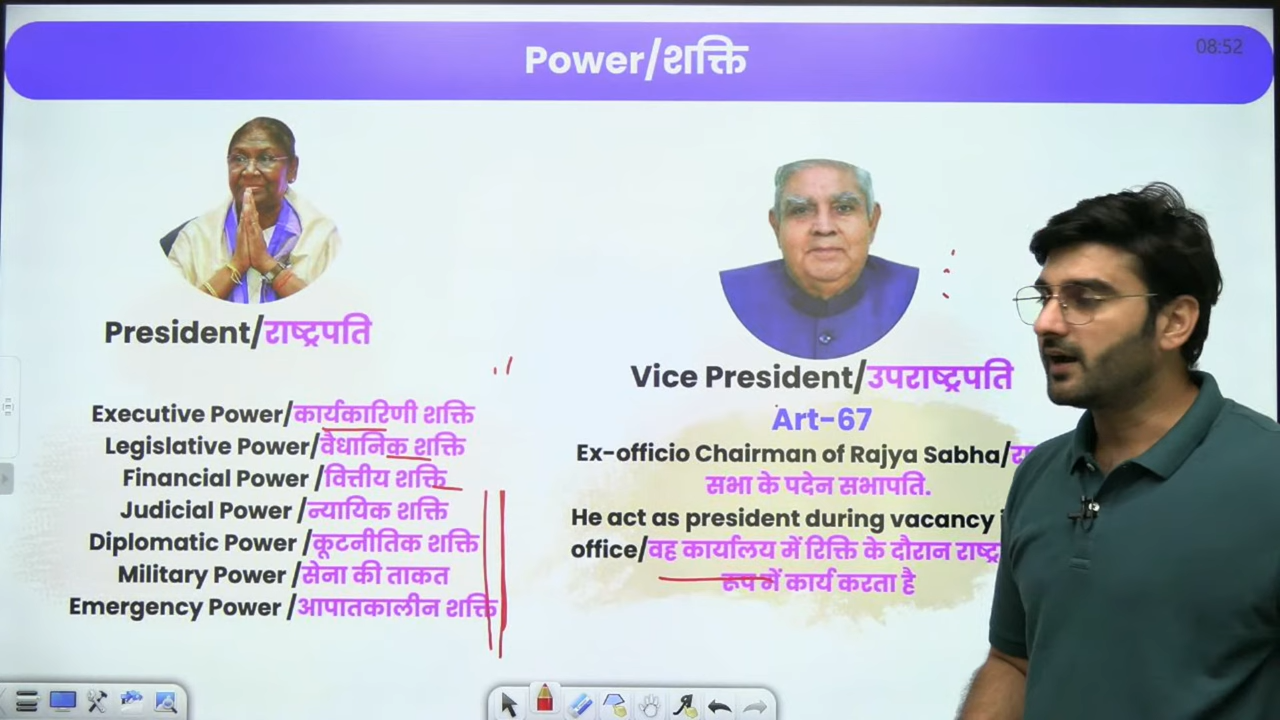 Power/शक्ति
08:52
President/राष्ट्रपति
Executive Power/कार्यकारिणी शक्ति
Legislative Power/वैधानिक शक्ति
Financial Power /वित्तीय शक्ति
Judicial Power /न्यायिक शक्ति
Diplomatic Power /कूटनीतिक शक्ति
Military Power /सेना की ताकत
Emergency Power /आपातकालीन शक्ति
Vice President/उपराष्ट्रपति
Art-67
Ex-officio Chairman of Rajya Sabha/
सभा के पदेन सभापति.
He act as president during vacancy
office/वह कार्यालय में रिक्ति के दौरान
रूप में कार्य करता है